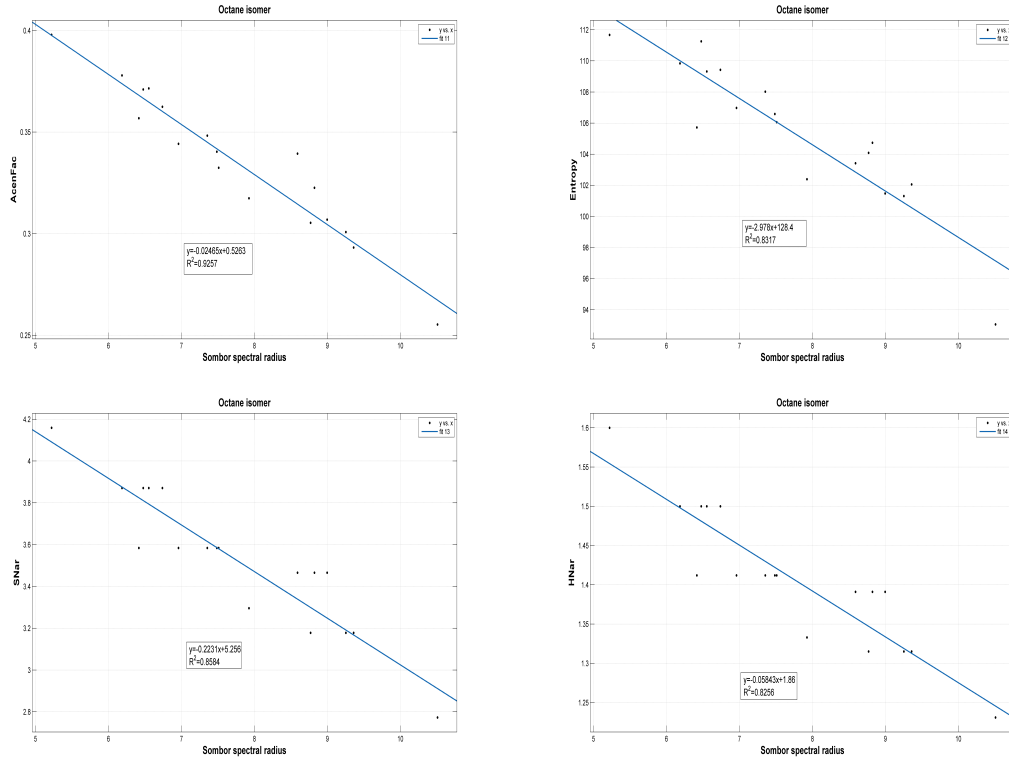 Octane isomer
0.4
0.35
0.3
0.25
AcenFac
y vs. x
fit 11
y=-0.02465x+0.5263
R²=0.9257
5 6 7 8 9 10
Sombor spectral radius
Octane isomer
112
110
108
106
104
102
100
98
96
94
Entropy
y vs.
fit 12
y=-2.978x+128.4
R²=0.8317
5 6 7 8 9 10
Sombor spectral radius
Octane isomer
4.2
4
3.8
3.6
3.4
3.2
3
2.8
SNar
y vs. x
fit 13
y=-0.2231x+5.256
R²=0.8584
5 6 7 8 9 10
Sombor spectral radius
Octane isomer
1.6
1.55
1.5
1.45
1.4
1.35
1.3
1.25
HNar
y vs.
fit 14
y=-0.05843x+1.86
R²=0.8256
5 6 7 8 9 10
Sombor spectral radius